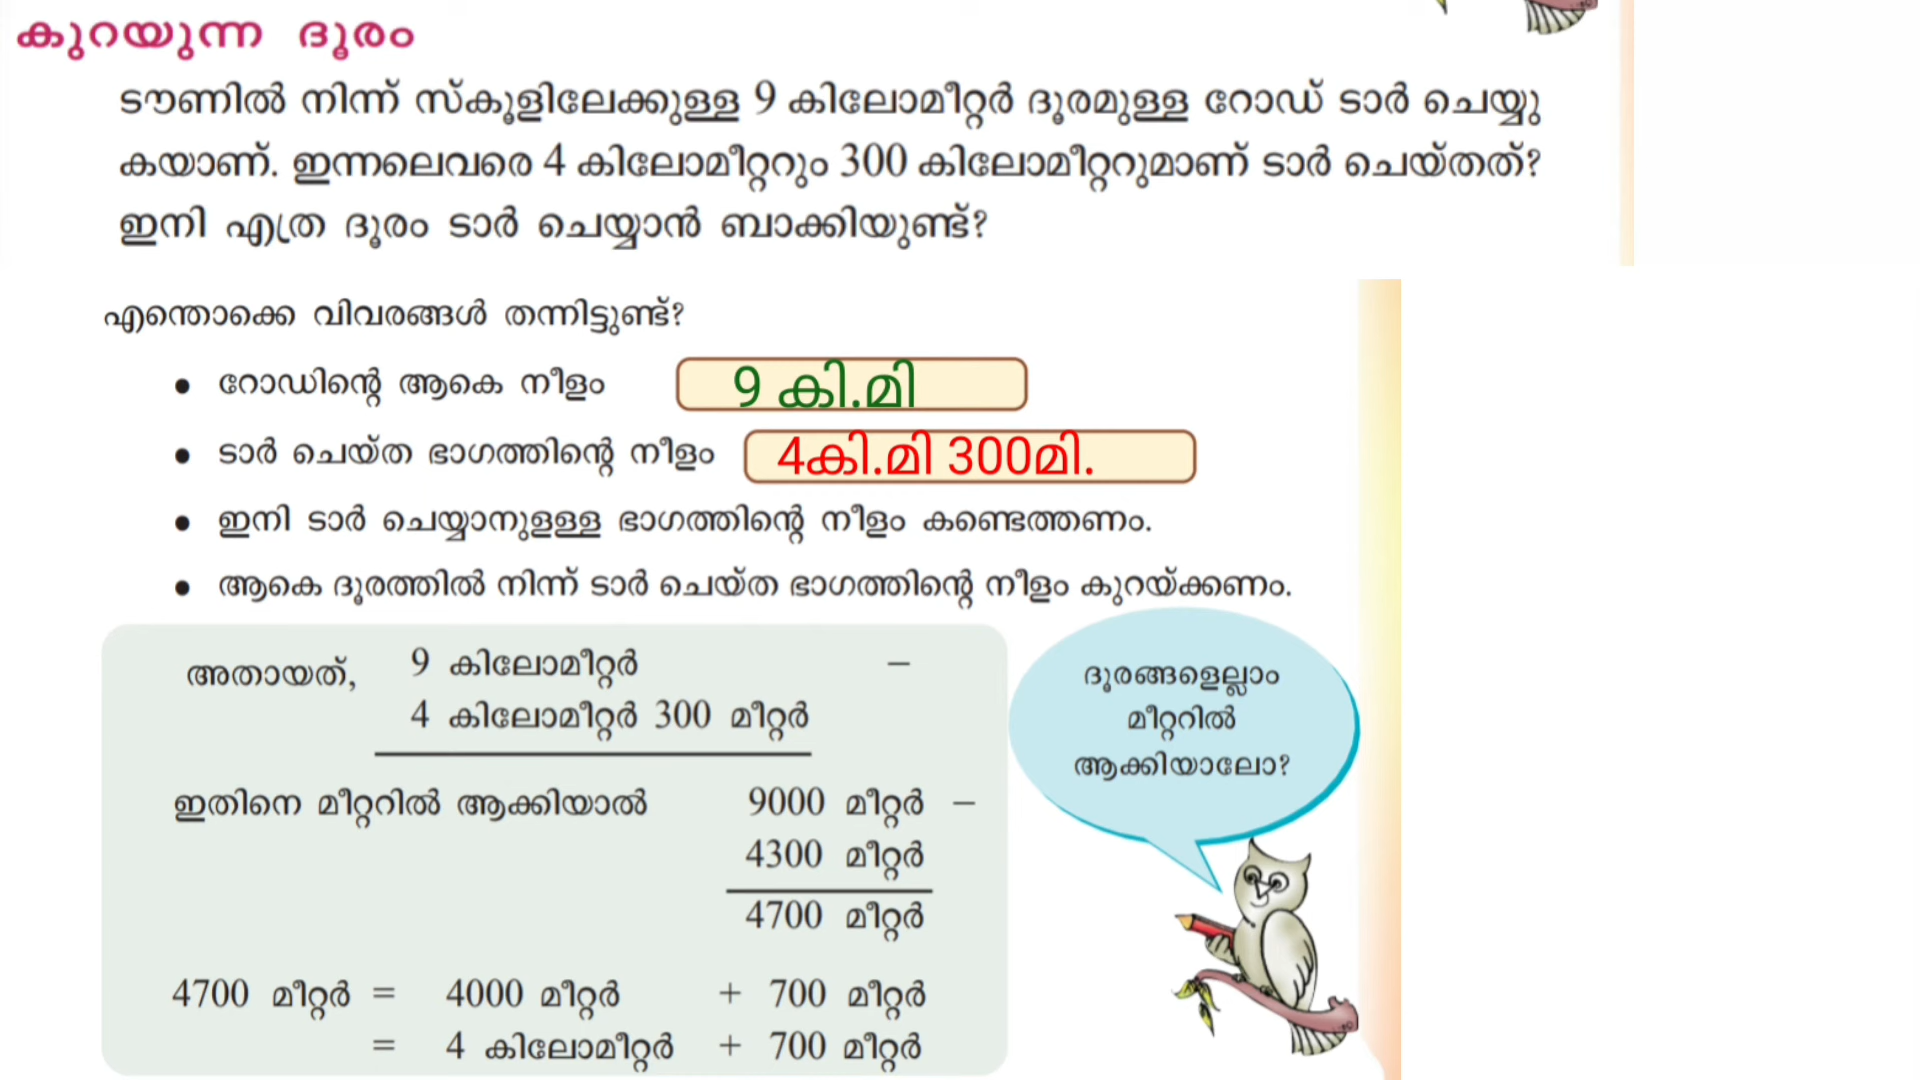 കുറയുന്ന ദൂരം
ടൗണിൽ നിന്ന് സ്കൂളിലേക്കുള്ള 9 കിലോമീറ്റർ ദൂരമുള്ള റോഡ് ടാർ ചെയ്യു
കയാണ്. ഇന്നലെവരെ 4 കിലോമീറ്ററും 300 കിലോമീറ്ററുമാണ് ടാർ ചെയ്തത്?
ഇനി എത്ര ദൂരം ടാർ ചെയ്യാൻ ബാക്കിയുണ്ട്?
എന്തൊക്കെ വിവരങ്ങൾ തന്നിട്ടുണ്ട്?
• റോഡിന്റെ ആകെ നീളം 9 കി.മി
• ടാർ ചെയ്ത ഭാഗത്തിന്റെ നീളം 4കി.മി 300മി.
• ഇനി ടാർ ചെയ്യാനുളള്ള ഭാഗത്തിന്റെ നീളം കണ്ടെത്തണം.
• ആകെ ദൂരത്തിൽ നിന്ന് ടാർ ചെയ്ത ഭാഗത്തിന്റെ നീളം കുറയ്ക്കണം.
അതായത്, 9 കിലോമീറ്റർ –
4 കിലോമീറ്റർ 300 മീറ്റർ
ഇതിനെ മീറ്ററിൽ ആക്കിയാൽ 9000 മീറ്റർ –
4300 മീറ്റർ
4700 മീറ്റർ
4700 മീറ്റർ = 4000 മീറ്റർ + 700 മീറ്റർ
= 4 കിലോമീറ്റർ + 700 മീറ്റർ
ദൂരങ്ങളെല്ലാം
മീറ്ററിൽ
ആക്കിയാലോ?